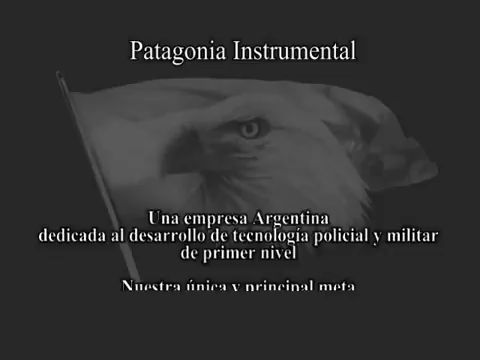 Patagonia Instrumental
Una empresa Argentina
dedicada al desarrollo de tecnología policial y militar
de primer nivel
Nuestra única y principal meta